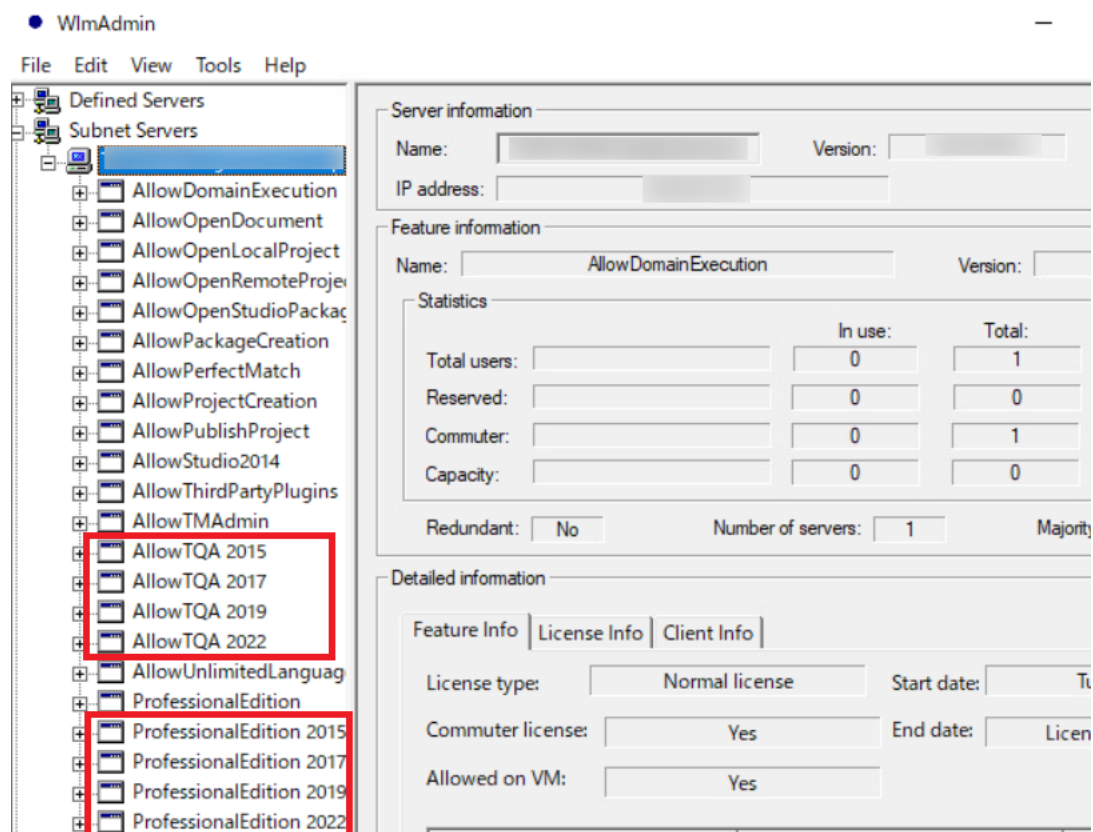 WlmAdmin
File Edit View Tools Help
Defined Servers
Subnet Servers
AllowDomainExecution
AllowOpenDocument
AllowOpenLocalProject
AllowOpenRemoteProje
AllowOpenStudioPackag
AllowPackageCreation
AllowPerfectMatch
AllowProjectCreation
AllowPublishProject
AllowStudio2014
AllowThirdPartyPlugins
AllowTMAdmin
AllowTQA 2015
AllowTQA 2017
AllowTQA 2019
AllowTQA 2022
AllowUnlimitedLanguag
ProfessionalEdition
ProfessionalEdition 2015
ProfessionalEdition 2017
ProfessionalEdition 2019
ProfessionalEdition 2022
Server information
Name: Version:
IP address:
Feature information
Name: AllowDomainExecution Version:
Statistics
In use: Total:
Total users: 0 1
Reserved: 0 0
Commuter: 0 1
Capacity: 0 0
Redundant: No Number of servers: 1 Majority
Detailed information
Feature Info License Info Client Info
License type: Normal license Start date: Tu
Commuter license: Yes End date: Licen
Allowed on VM: Yes